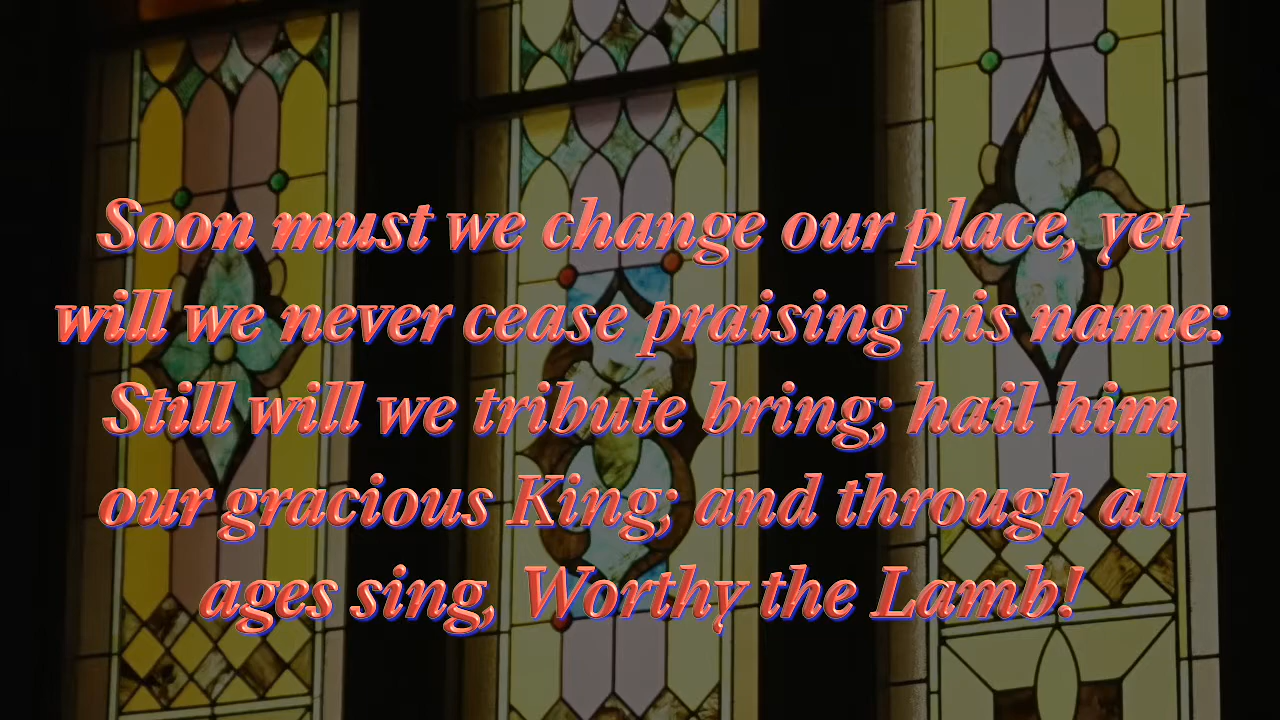 Soon must we change our place, yet
will we never cease praising his name:
Still will we tribute bring; hail him
our gracious King; and through all
ages sing, Worthy the Lamb!